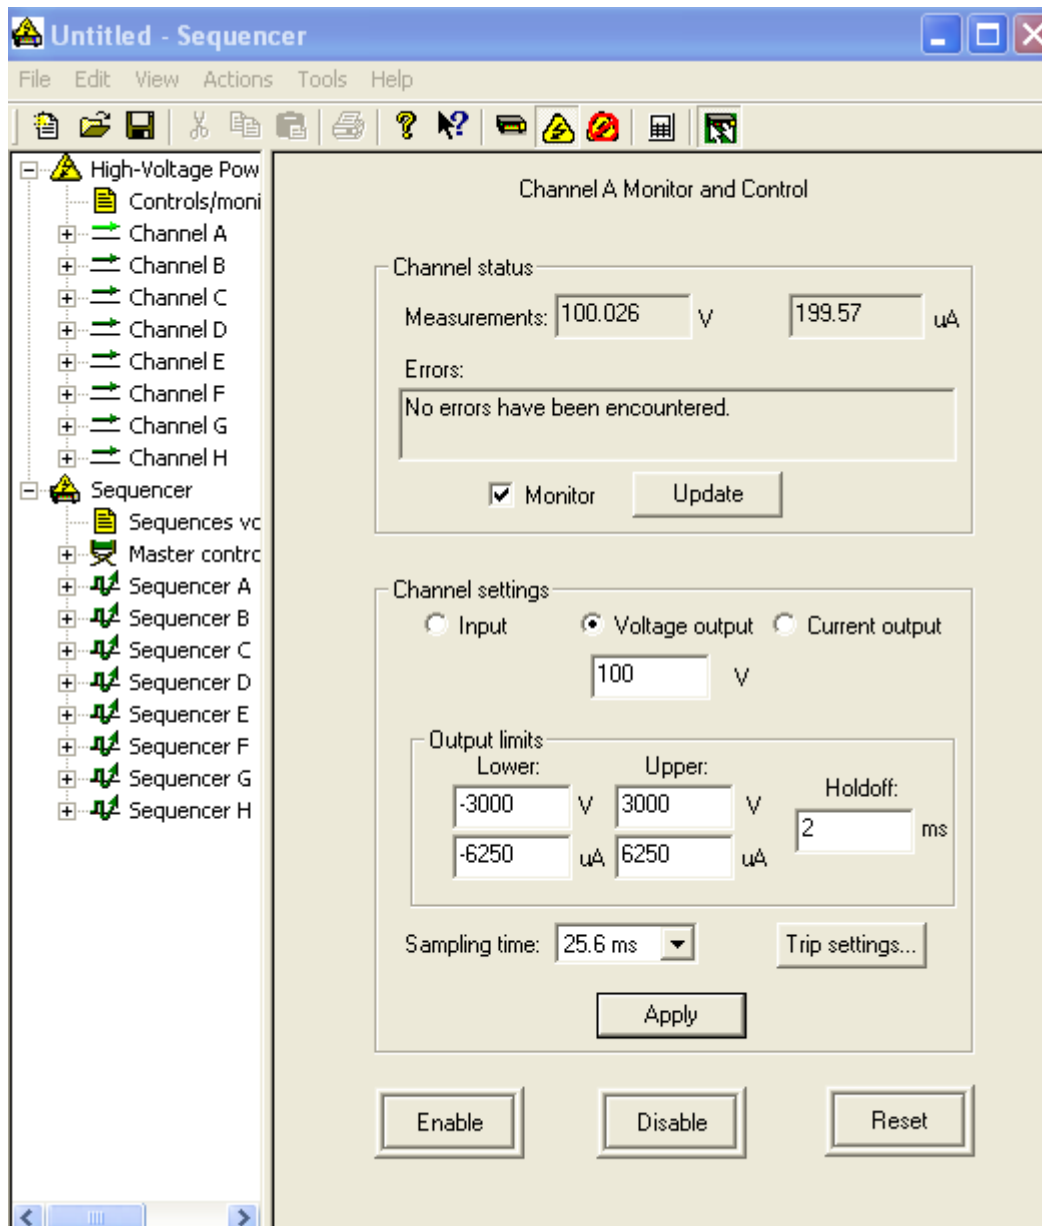 Untitled - Sequencer
File Edit View Actions Tools Help
High-Voltage Pow
Controls/moni
Channel A
Channel B
Channel C
Channel D
Channel E
Channel F
Channel G
Channel H
Sequencer
Sequences vo
Master contro
Sequencer A
Sequencer B
Sequencer C
Sequencer D
Sequencer E
Sequencer F
Sequencer G
Sequencer H
Channel A Monitor and Control
Channel status
Measurements: 100.026 V 199.57 uA
Errors:
No errors have been encountered.
Monitor Update
Channel settings
Input Voltage output Current output
100 V
Output limits
Lower: Upper: Holdoff:
-3000 V 3000 V 2 ms
-6250 uA 6250 uA
Sampling time: 25.6 ms Trip settings...
Apply
Enable Disable Reset